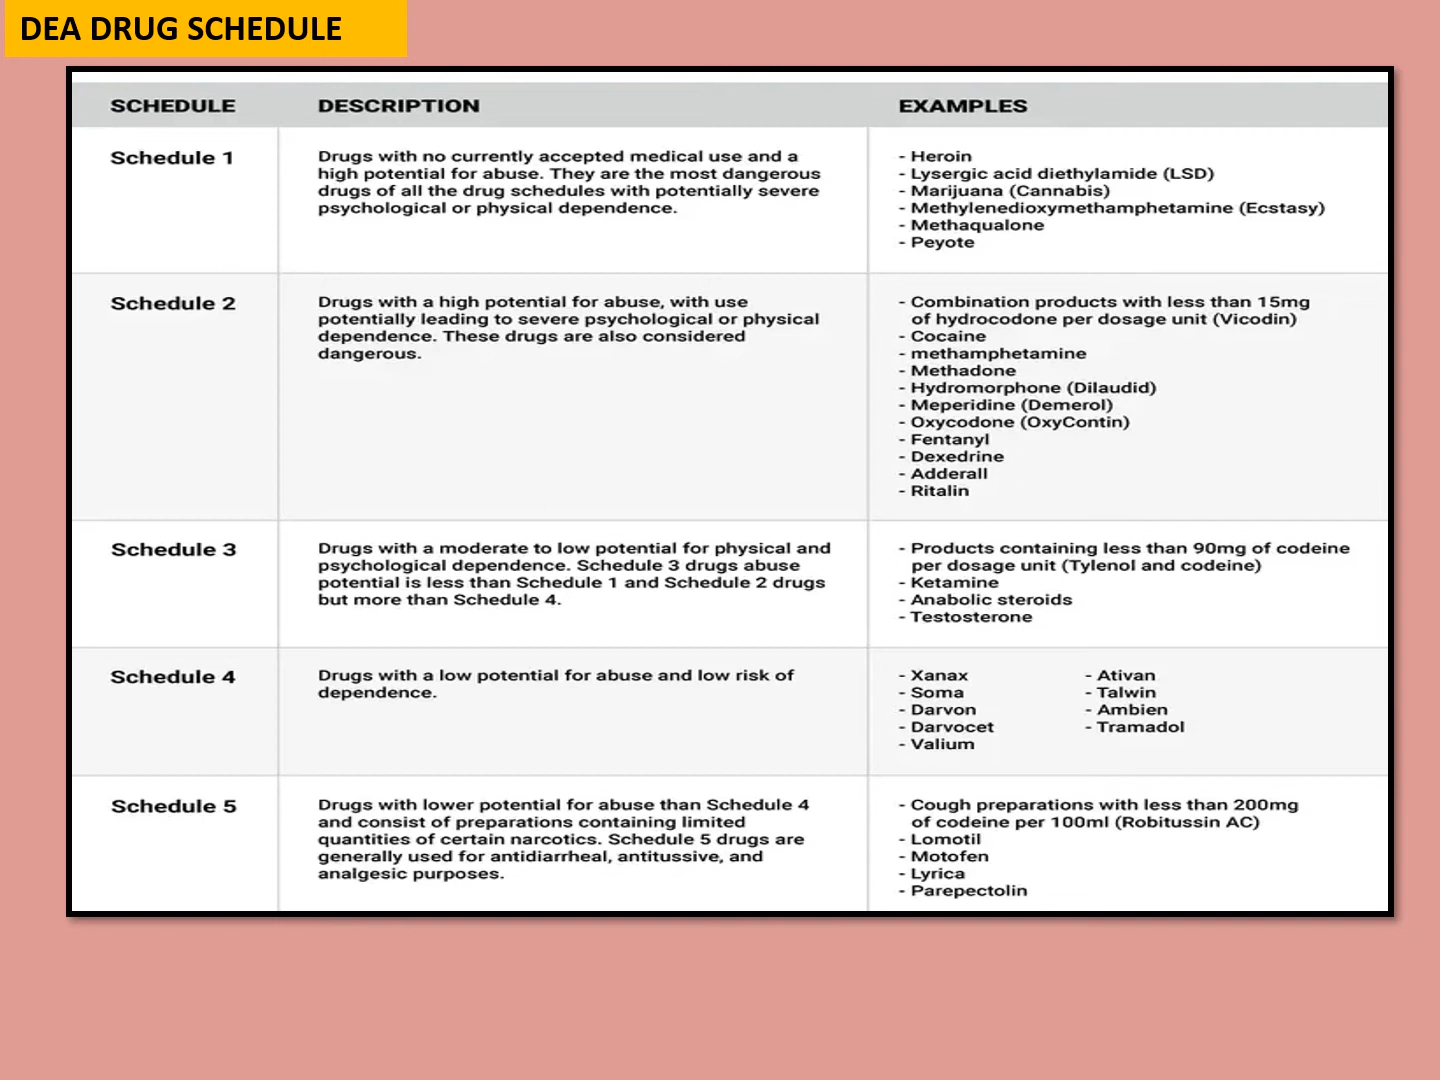 DEA DRUG SCHEDULE
SCHEDULE DESCRIPTION EXAMPLES
Schedule 1
Drugs with no currently accepted medical use and a
high potential for abuse. They are the most dangerous
drugs of all the drug schedules with potentially severe
psychological or physical dependence.
- Heroin
- Lysergic acid diethylamide (LSD)
- Marijuana (Cannabis)
- Methylenedioxymethamphetamine (Ecstasy)
- Methaqualone
- Peyote
Schedule 2
Drugs with a high potential for abuse, with use
potentially leading to severe psychological or physical
dependence. These drugs are also considered
dangerous.
- Combination products with less than 15mg
of hydrocodone per dosage unit (Vicodin)
- Cocaine
- methamphetamine
- Methadone
- Hydromorphone (Dilaudid)
- Meperidine (Demerol)
- Oxycodone (OxyContin)
- Fentanyl
- Dexedrine
- Adderall
- Ritalin
Schedule 3
Drugs with a moderate to low potential for physical and
psychological dependence. Schedule 3 drugs abuse
potential is less than Schedule 1 and Schedule 2 drugs
but more than Schedule 4.
- Products containing less than 90mg of codeine
per dosage unit (Tylenol and codeine)
- Ketamine
- Anabolic steroids
- Testosterone
Schedule 4
Drugs with a low potential for abuse and low risk of
dependence.
- Xanax
- Soma
- Darvon
- Darvocet
- Valium
- Ativan
- Talwin
- Ambien
- Tramadol
Schedule 5
Drugs with lower potential for abuse than Schedule 4
and consist of preparations containing limited
quantities of certain narcotics. Schedule 5 drugs are
generally used for antidiarrheal, antitussive, and
analgesic purposes.
- Cough preparations with less than 200mg
of codeine per 100ml (Robitussin AC)
- Lomotil
- Motofen
- Lyrica
- Parepectolin